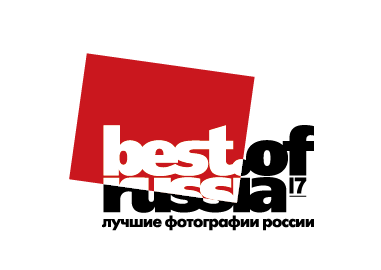 best.of
russia 17
лучшие фотографии россии